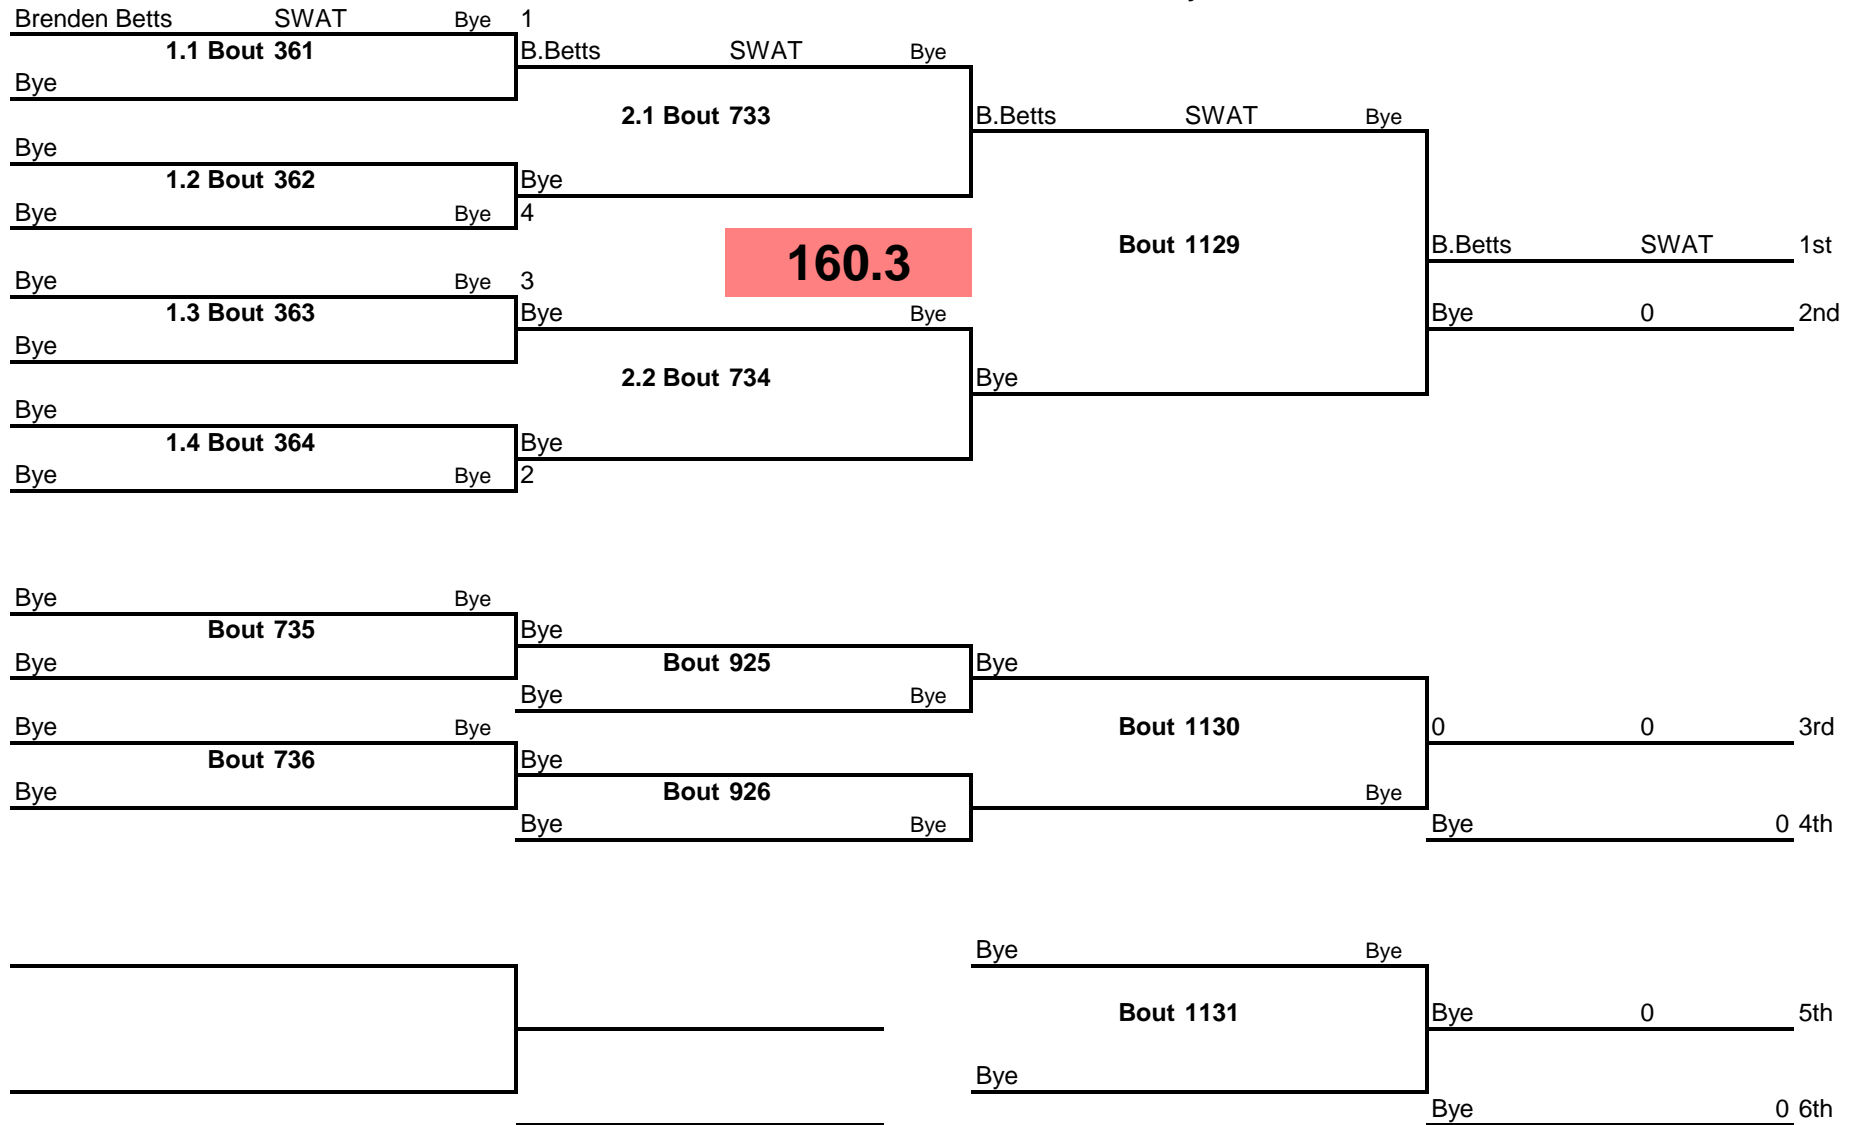 Brenden Betts SWAT Bye 1
1.1 Bout 361 B.Betts SWAT Bye
Bye
2.1 Bout 733 B.Betts SWAT Bye
Bye
1.2 Bout 362 Bye
Bye Bye 4
160.3 Bout 1129 B.Betts SWAT 1st
Bye Bye 3
1.3 Bout 363 Bye Bye Bye 0 2nd
Bye
2.2 Bout 734 Bye
Bye
1.4 Bout 364 Bye
Bye Bye 2
Bye Bye
Bout 735 Bye
Bye Bout 925 Bye
Bye Bye
Bye Bye Bout 1130 0 0 3rd
Bout 736 Bye
Bye Bout 926 Bye
Bye Bye Bye 0 4th
Bye Bye
Bout 1131 Bye 0 5th
Bye
Bye 0 6th